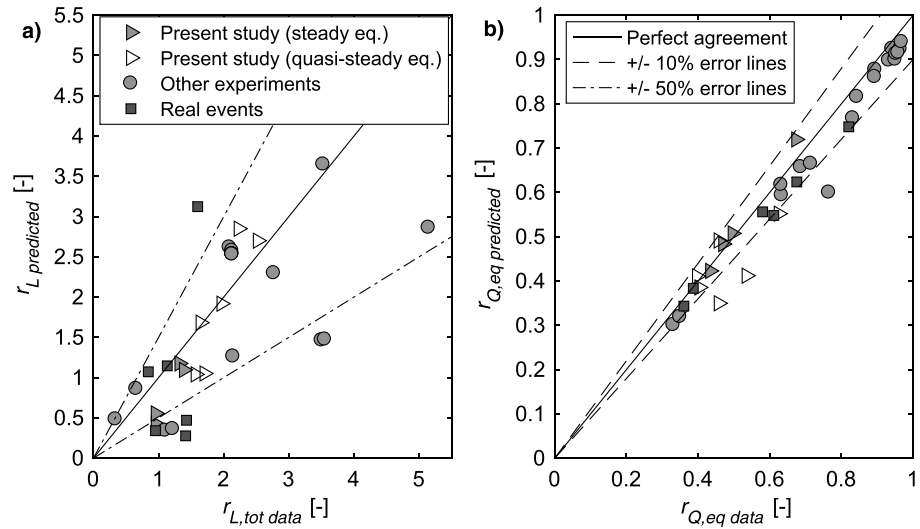 a)
Present study (steady eq.)
Present study (quasi-steady eq.)
Other experiments
Real events
5.5
5
4.5
4
3.5
3
2.5
2
1.5
1
0.5
0
r_L predicted [-]
0 1 2 3 4 5
r_L,tot data [-]
b)
Perfect agreement
+/- 10% error lines
+/- 50% error lines
1
0.9
0.8
0.7
0.6
0.5
0.4
0.3
0.2
0.1
0
r_Q,eq predicted [-]
0 0.2 0.4 0.6 0.8 1
r_Q,eq data [-]